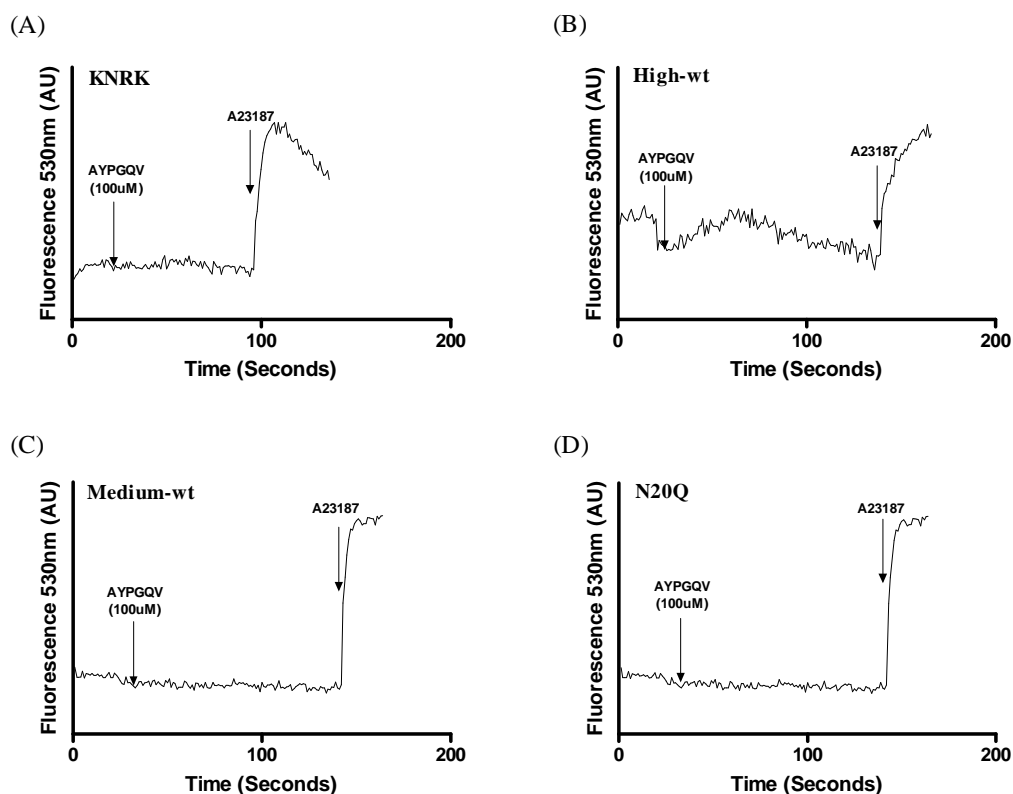 (A)
KNRK
Fluorescence 530nm (AU)
AYPGQV
(100uM)
A23187
0
100
200
Time (Seconds)
(B)
High-wt
Fluorescence 530nm (AU)
AYPGQV
(100uM)
A23187
0
100
200
Time (Seconds)
(C)
Medium-wt
Fluorescence 530nm (AU)
AYPGQV
(100uM)
A23187
0
100
200
Time (Seconds)
(D)
N20Q
Fluorescence 530nm (AU)
AYPGQV
(100uM)
A23187
0
100
200
Time (Seconds)